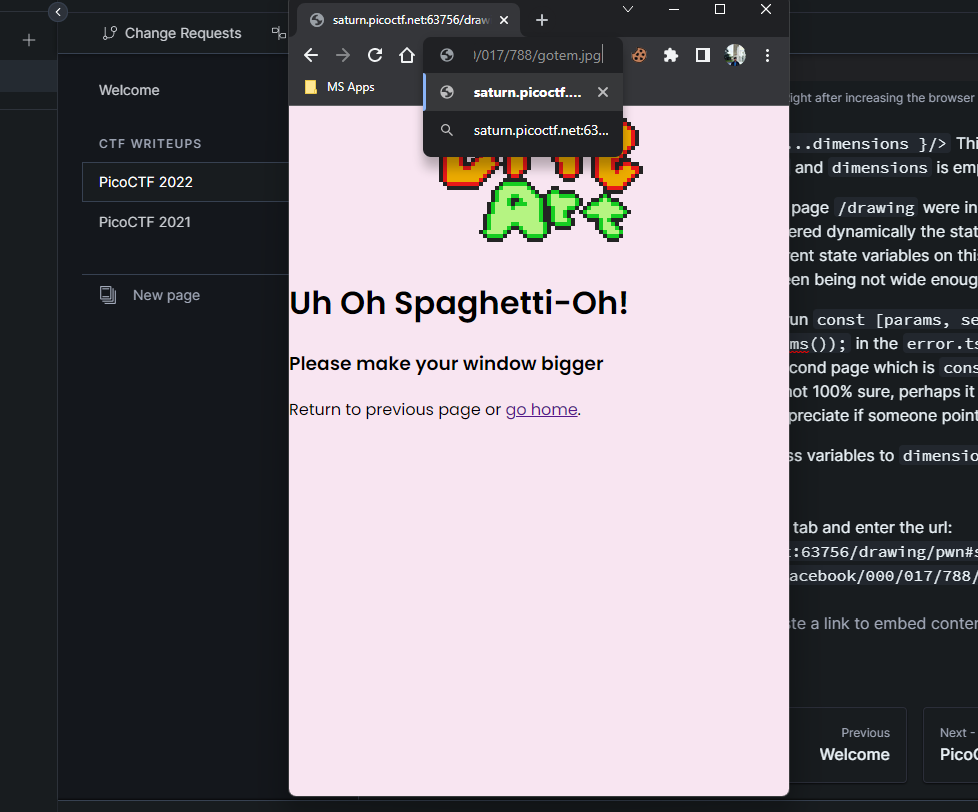 Change Requests
Welcome
CTF WRITEUPS
PicoCTF 2022
PicoCTF 2021
New page
saturn.picoctf.net:63756/draw
/017/788/gotem.jpg
MS Apps
saturn.picoctf....
saturn.picoctf.net:63...
Art
Uh Oh Spaghetti-Oh!
Please make your window bigger
Return to previous page or go home.
ight after increasing the browser
...dimensions }/> Thi
and dimensions is emp
page /drawing were in
ered dynamically the stat
ent state variables on this
een being not wide enoug
un const [params, se
ms()); in the error.ts
cond page which is cons
not 100% sure, perhaps it
preciate if someone point
ss variables to dimensio
tab and enter the url:
:63756/drawing/pwn#s
acebook/000/017/788/
ste a link to embed conten
Previous
Welcome
Next -
PicoC